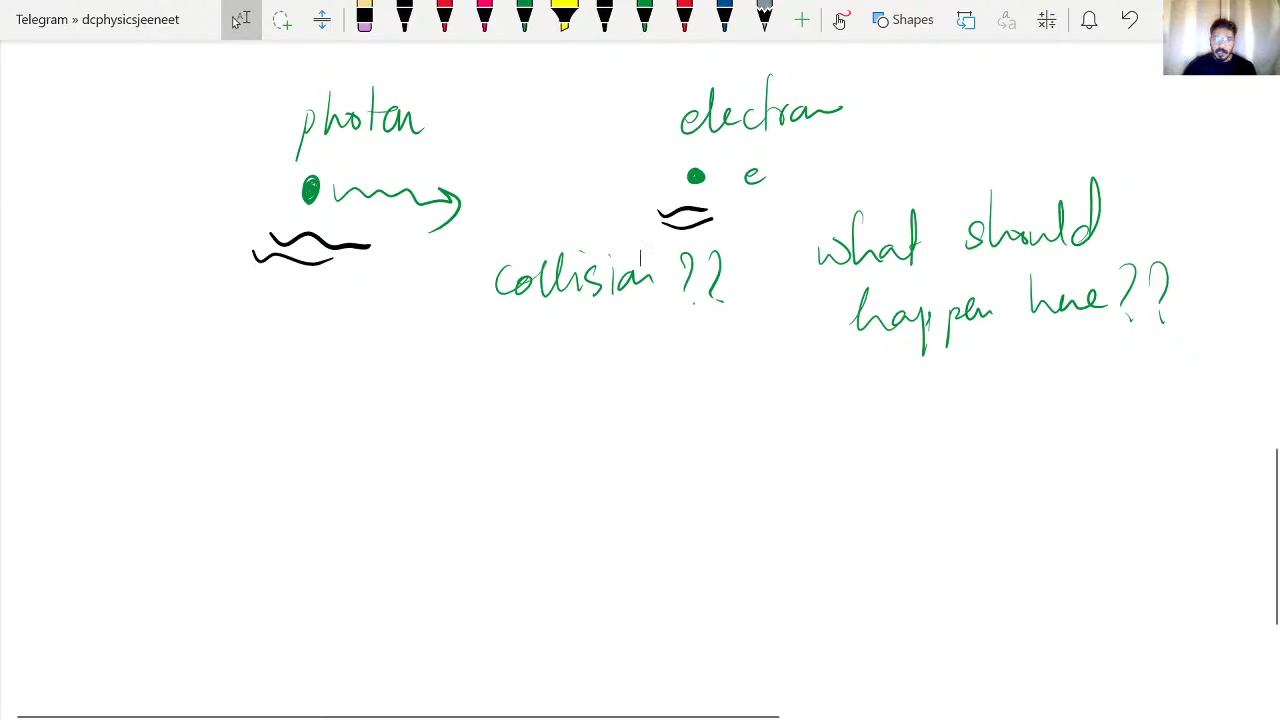 Telegram » dcphysicsjeeneet
Shapes
photon
electron
e
what should
collision ??
happen here??